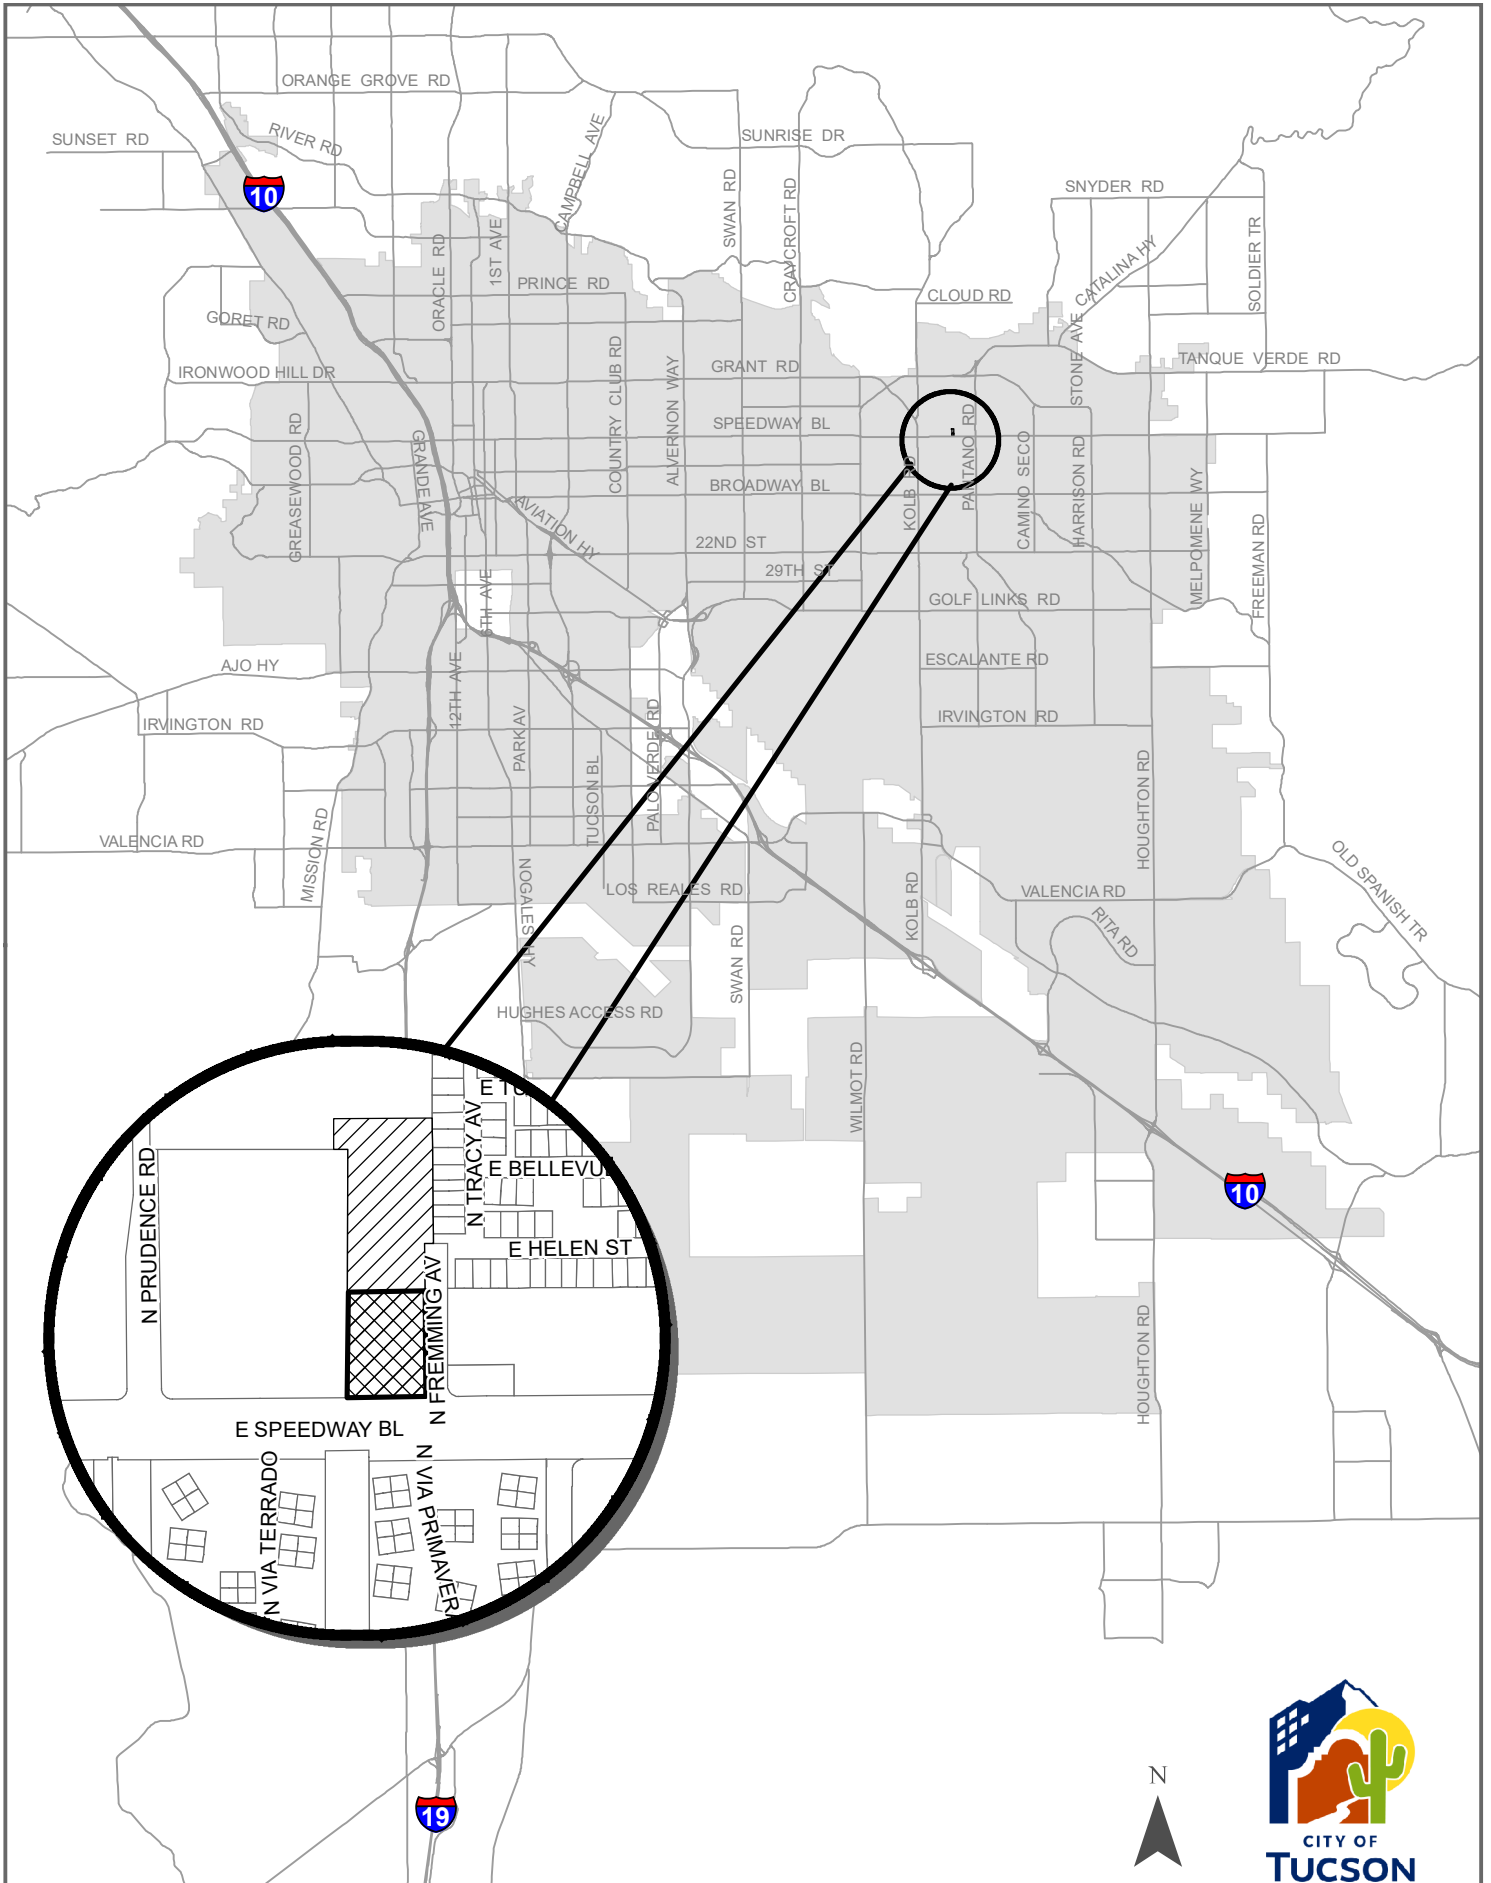 ORANGE GROVE RD
SUNSET RD
RIVER RD
CAMPBELL AVE
SUNRISE DR
10
SWAN RD
CRAYCROFT RD
SNYDER RD
1ST AVE
ORACLE RD
CATALINA HY
SOLDIER TR
PRINCE RD
CLOUD RD
GORET RD
STONE AVE
COUNTRY CLUB RD
ALVERNON WAY
GRANT RD
TANQUE VERDE RD
IRONWOOD HILL DR
GREASEWOOD RD
GRANDE AVE
SPEEDWAY BL
PANTANO RD
KOLB RD
CAMINO SECO
HARRISON RD
BROADWAY BL
AVIATION HY
MELPOMENE WY
FREEMAN RD
22ND ST
29TH ST
6TH AVE
GOLF LINKS RD
AJO HY
12TH AVE
ESCALANTE RD
IRVINGTON RD
PARK AV
PALO VERDE RD
IRVINGTON RD
TUCSON BL
HOUGHTON RD
VALENCIA RD
MISSION RD
NOGALES HY
LOS REALES RD
KOLB RD
VALENCIA RD
OLD SPANISH TR
RITA RD
SWAN RD
HUGHES ACCESS RD
WILMOT RD
E TU
N TRACY AV
E BELLEVU
N PRUDENCE RD
10
E HELEN ST
N FREMMING AV
HOUGHTON RD
E SPEEDWAY BL
N VIA TERRADO
N VIA PRIMAVER
19
N
CITY OF
TUCSON